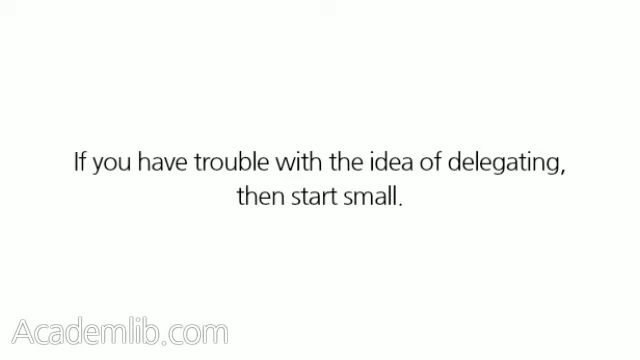 If you have trouble with the idea of delegating,
then start small.
Academlib.com